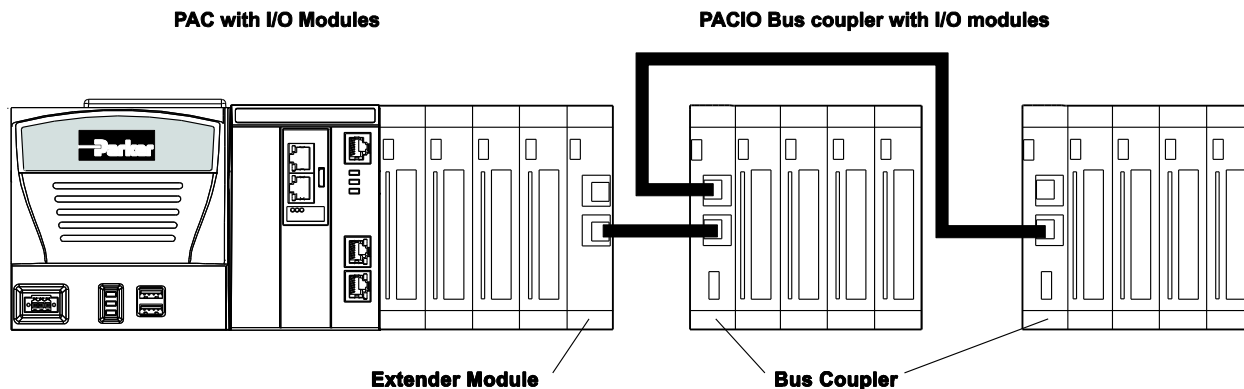 PAC with I/O Modules
PACIO Bus coupler with I/O modules
Parker
Extender Module
Bus Coupler